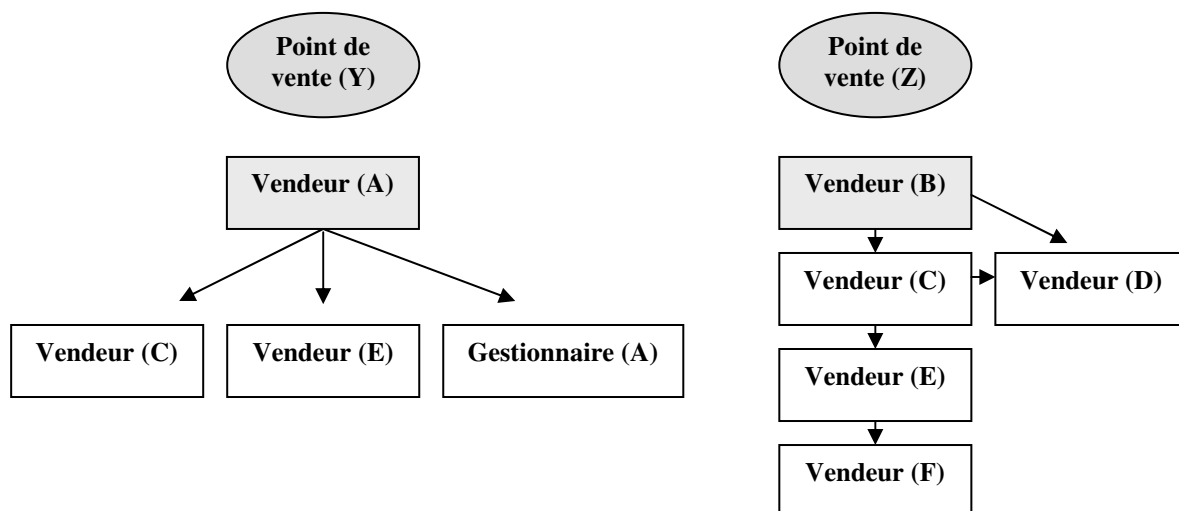 Point de
vente (Y)
Point de
vente (Z)
Vendeur (A)
Vendeur (B)
Vendeur (C)
Vendeur (D)
Vendeur (C)
Vendeur (E)
Gestionnaire (A)
Vendeur (E)
Vendeur (F)